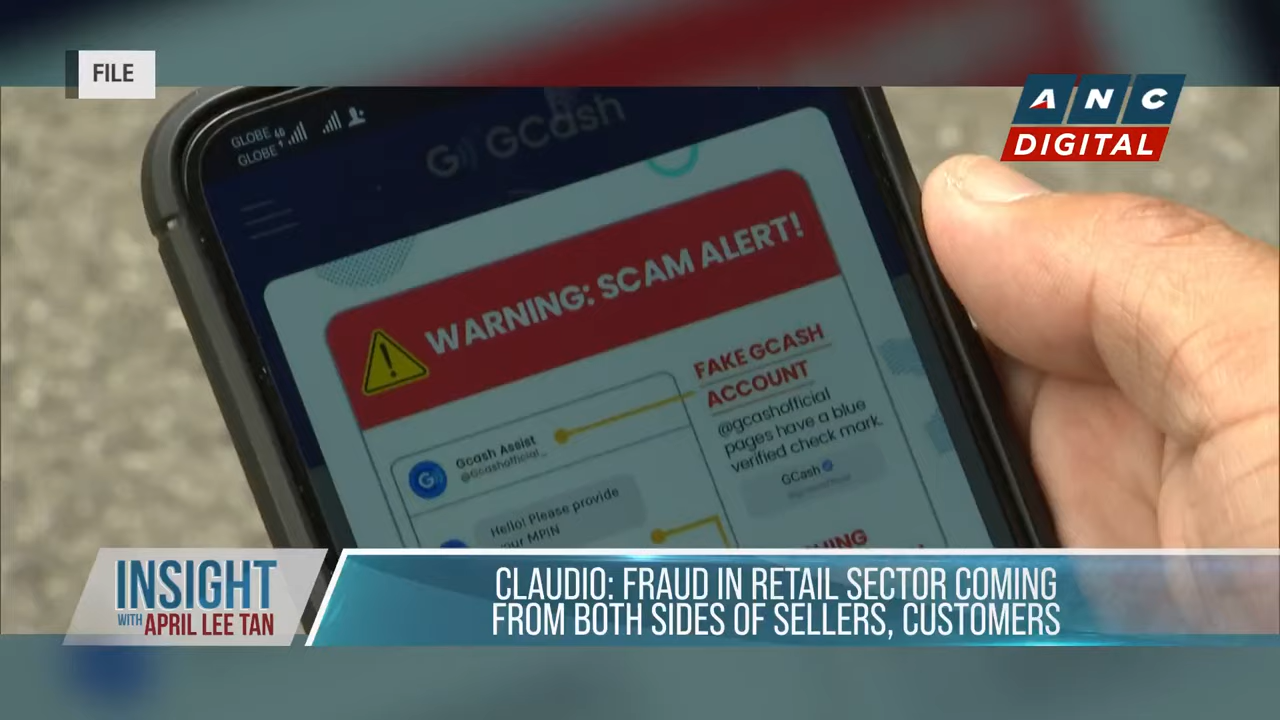 FILE
ANC
DIGITAL
GLOBE
GLOBE
GCash
WARNING: SCAM ALERT!
FAKE GCASH
ACCOUNT
@gcashofficial
pages have a blue
verified check mark.
GCash
Gcash Assist
@Gcashofficial_
Hello! Please provide
your MPIN
INSIGHT
WITH APRIL LEE TAN
CLAUDIO: FRAUD IN RETAIL SECTOR COMING
FROM BOTH SIDES OF SELLERS, CUSTOMERS